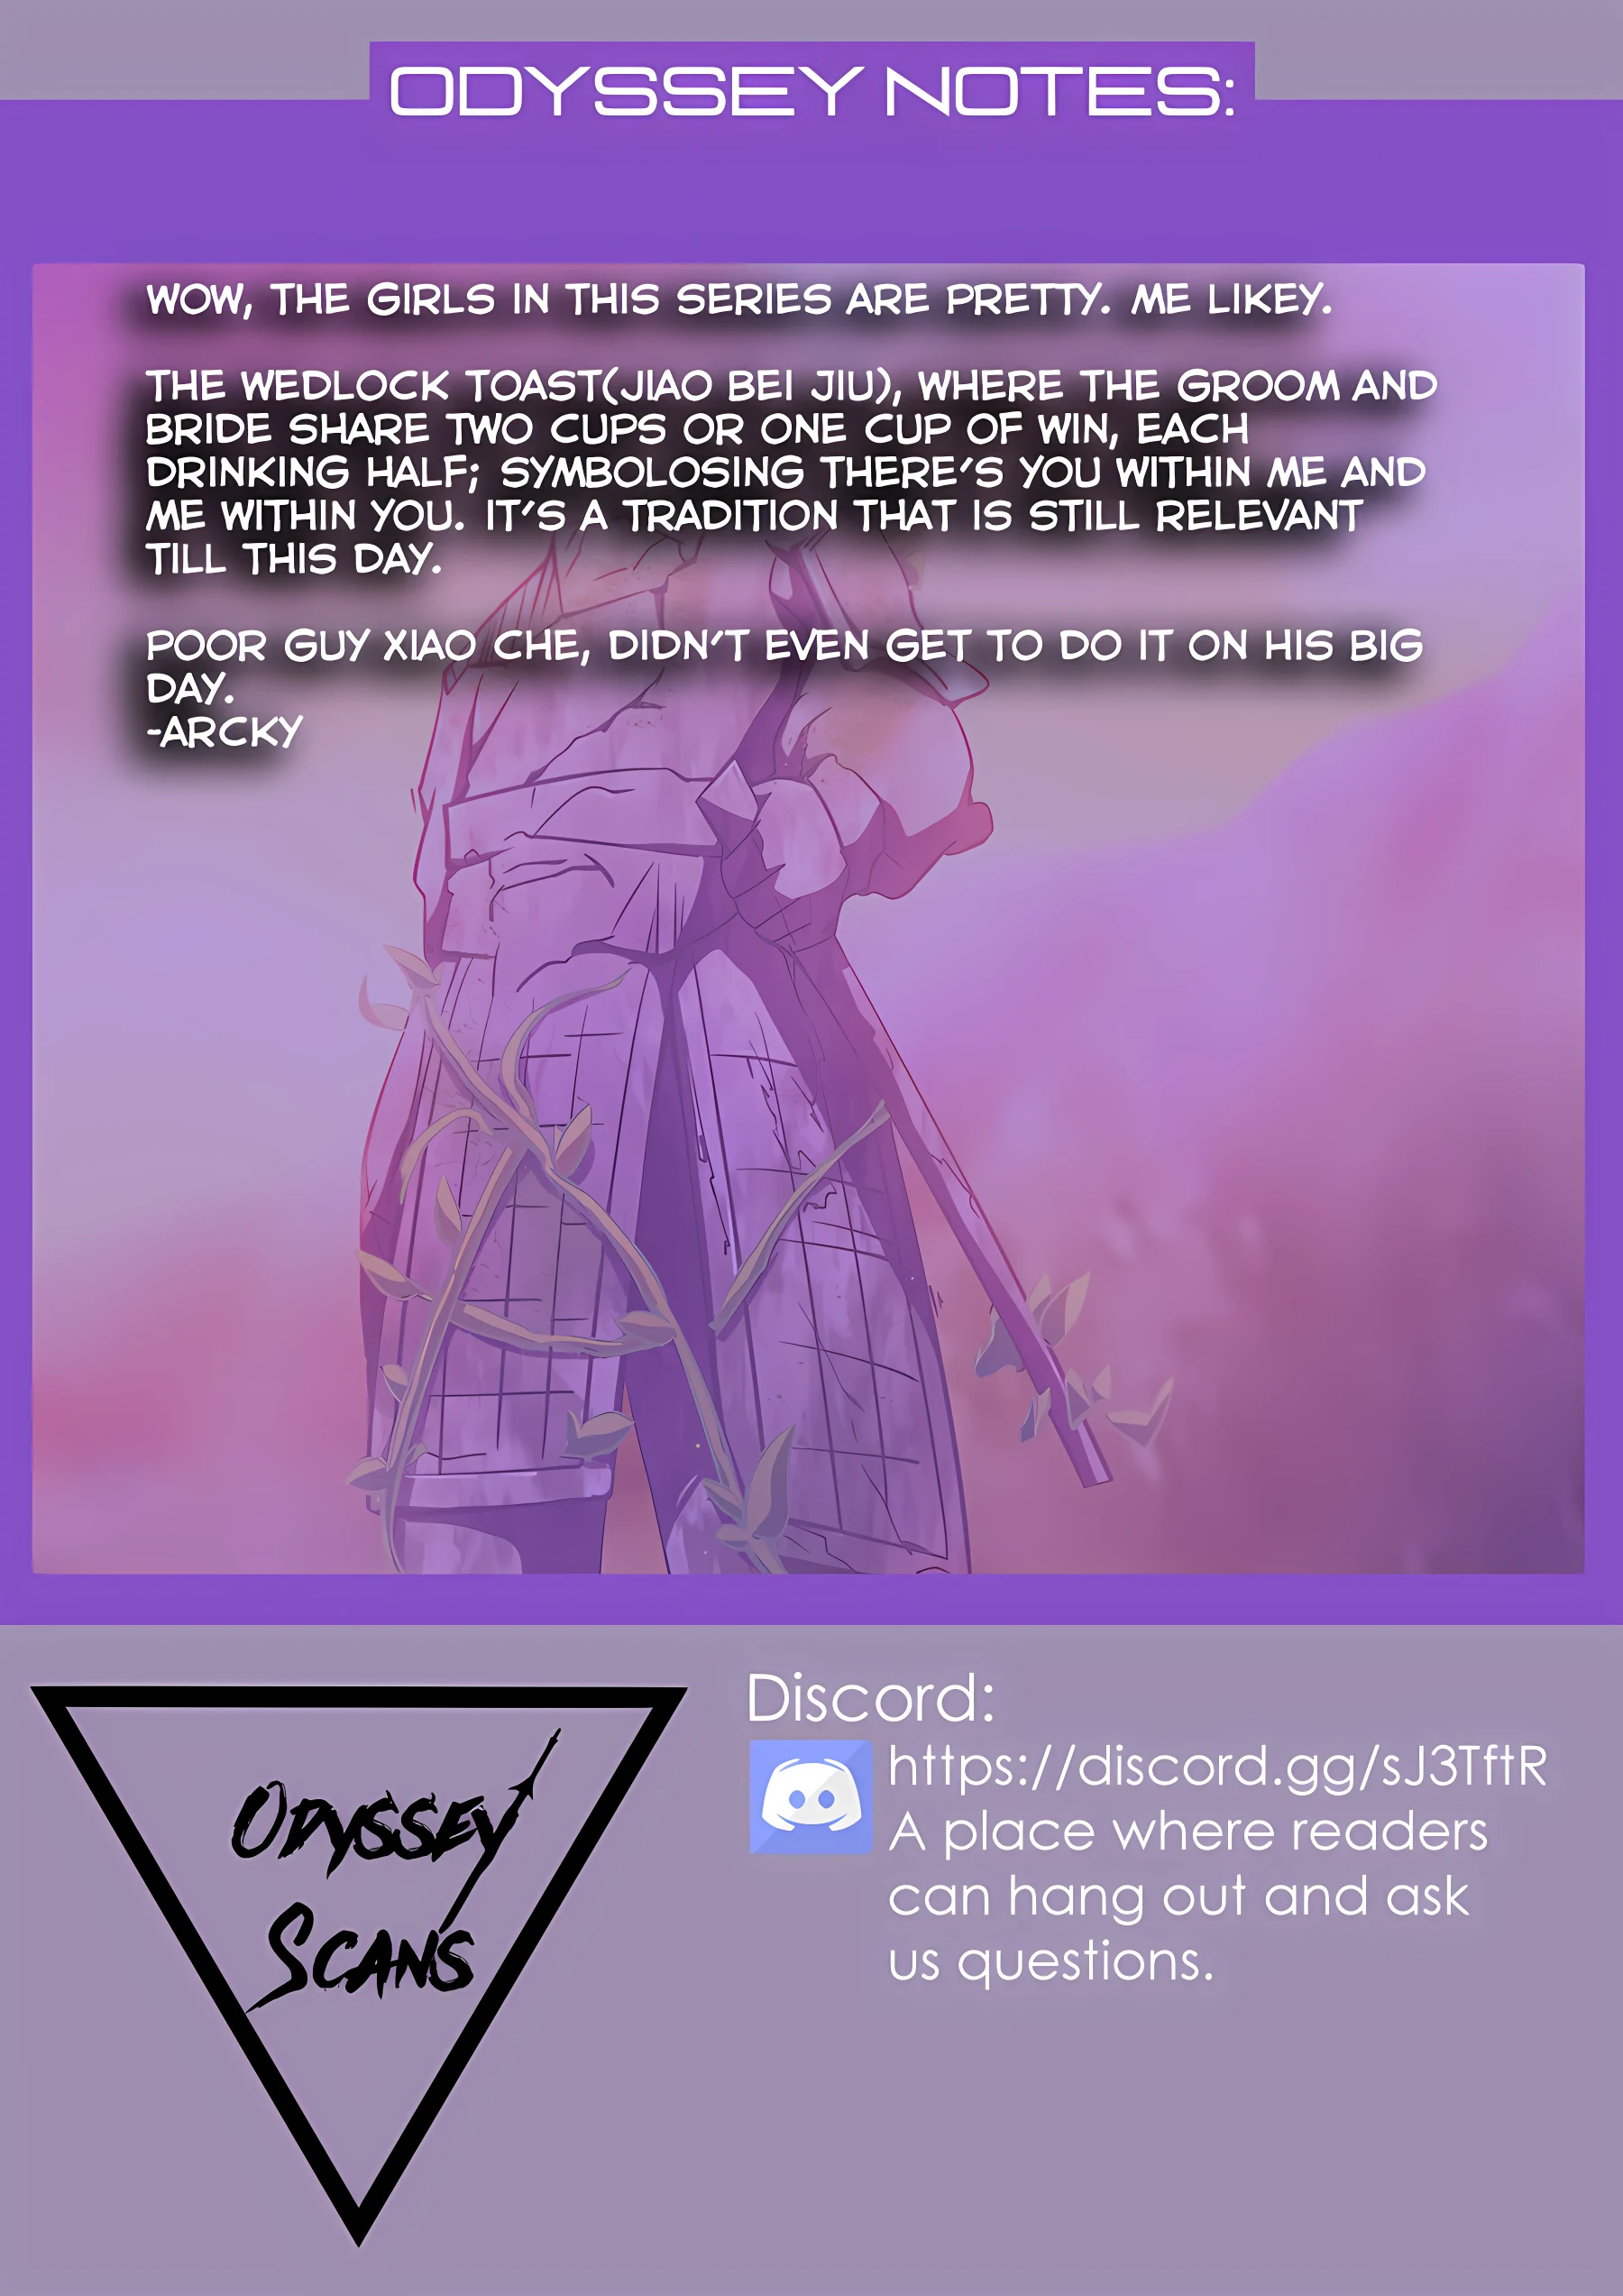 ODYSSEY NOTES:
WOW, THE GIRLS IN THIS SERIES ARE PRETTY. ME LIKEY.
THE WEDLOCK TOAST(JIAO BEI JIU), WHERE THE GROOM AND
BRIDE SHARE TWO CUPS OR ONE CUP OF WIN, EACH
DRINKING HALF; SYMBOLOSING THERE'S YOU WITHIN ME AND
ME WITHIN YOU. IT'S A TRADITION THAT IS STILL RELEVANT
TILL THIS DAY.
POOR GUY XIAO CHE, DIDN'T EVEN GET TO DO IT ON HIS BIG
DAY.
-ARCKY
ODYSSEY
SCANS
Discord:
https://discord.gg/sJ3TftR
A place where readers
can hang out and ask
us questions.